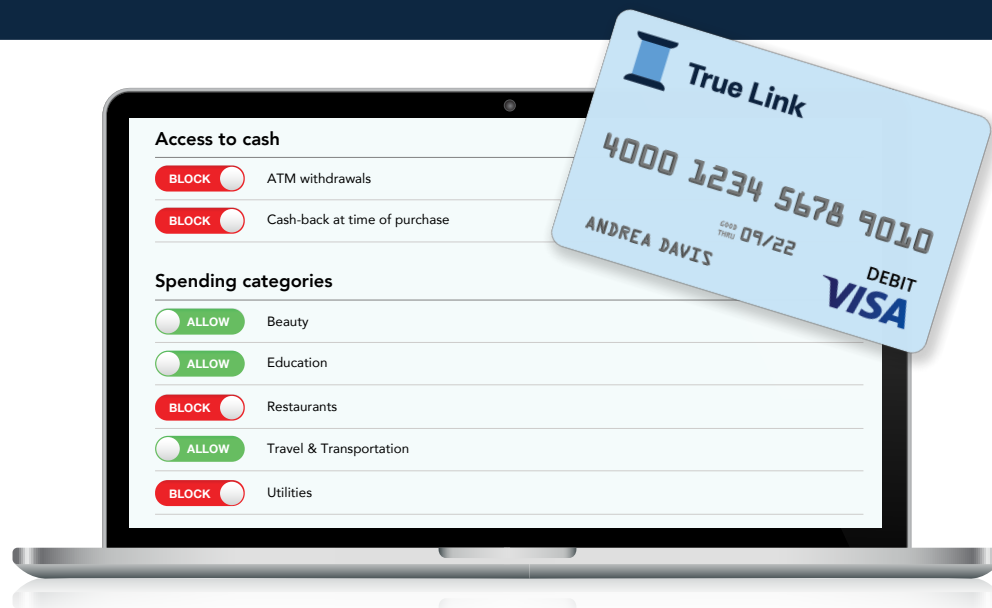 True Link
4000 1234 5678 9010
GOOD THRU 09/22
ANDREA DAVIS
DEBIT
VISA
Access to cash
BLOCK ATM withdrawals
BLOCK Cash-back at time of purchase
Spending categories
ALLOW Beauty
ALLOW Education
BLOCK Restaurants
ALLOW Travel & Transportation
BLOCK Utilities